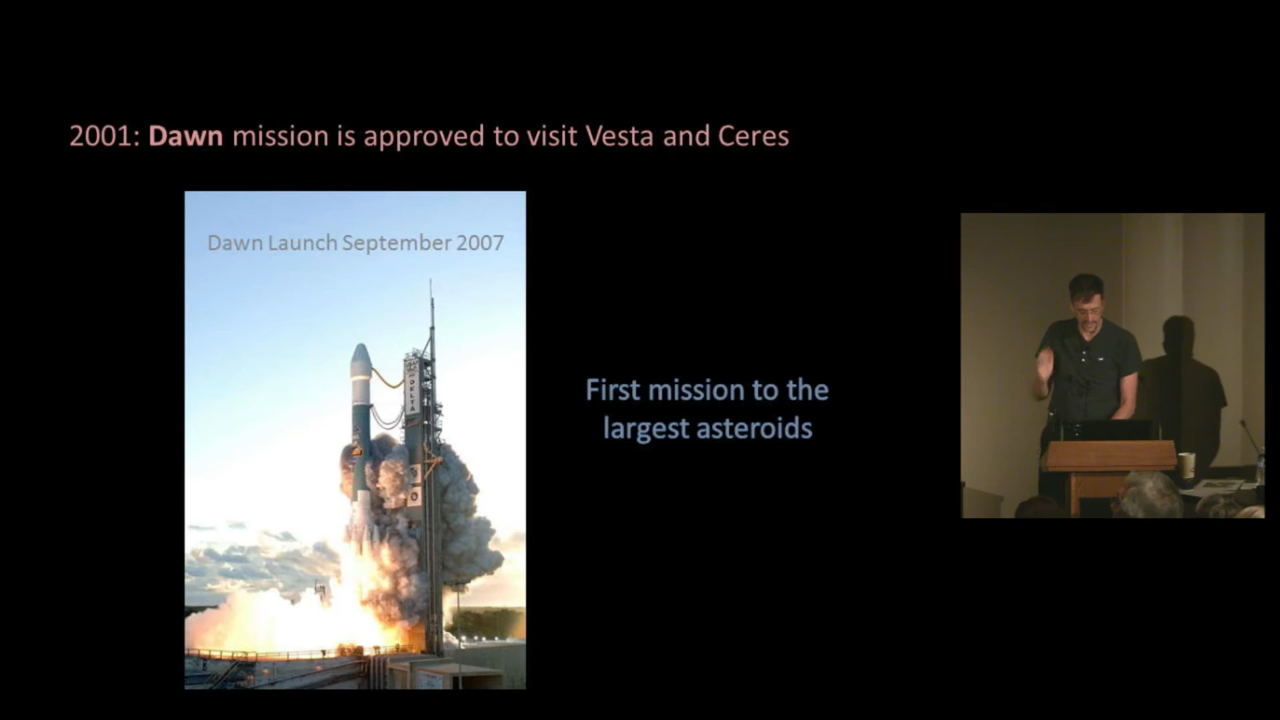 2001: Dawn mission is approved to visit Vesta and Ceres
Dawn Launch September 2007
DELTA
First mission to the
largest asteroids